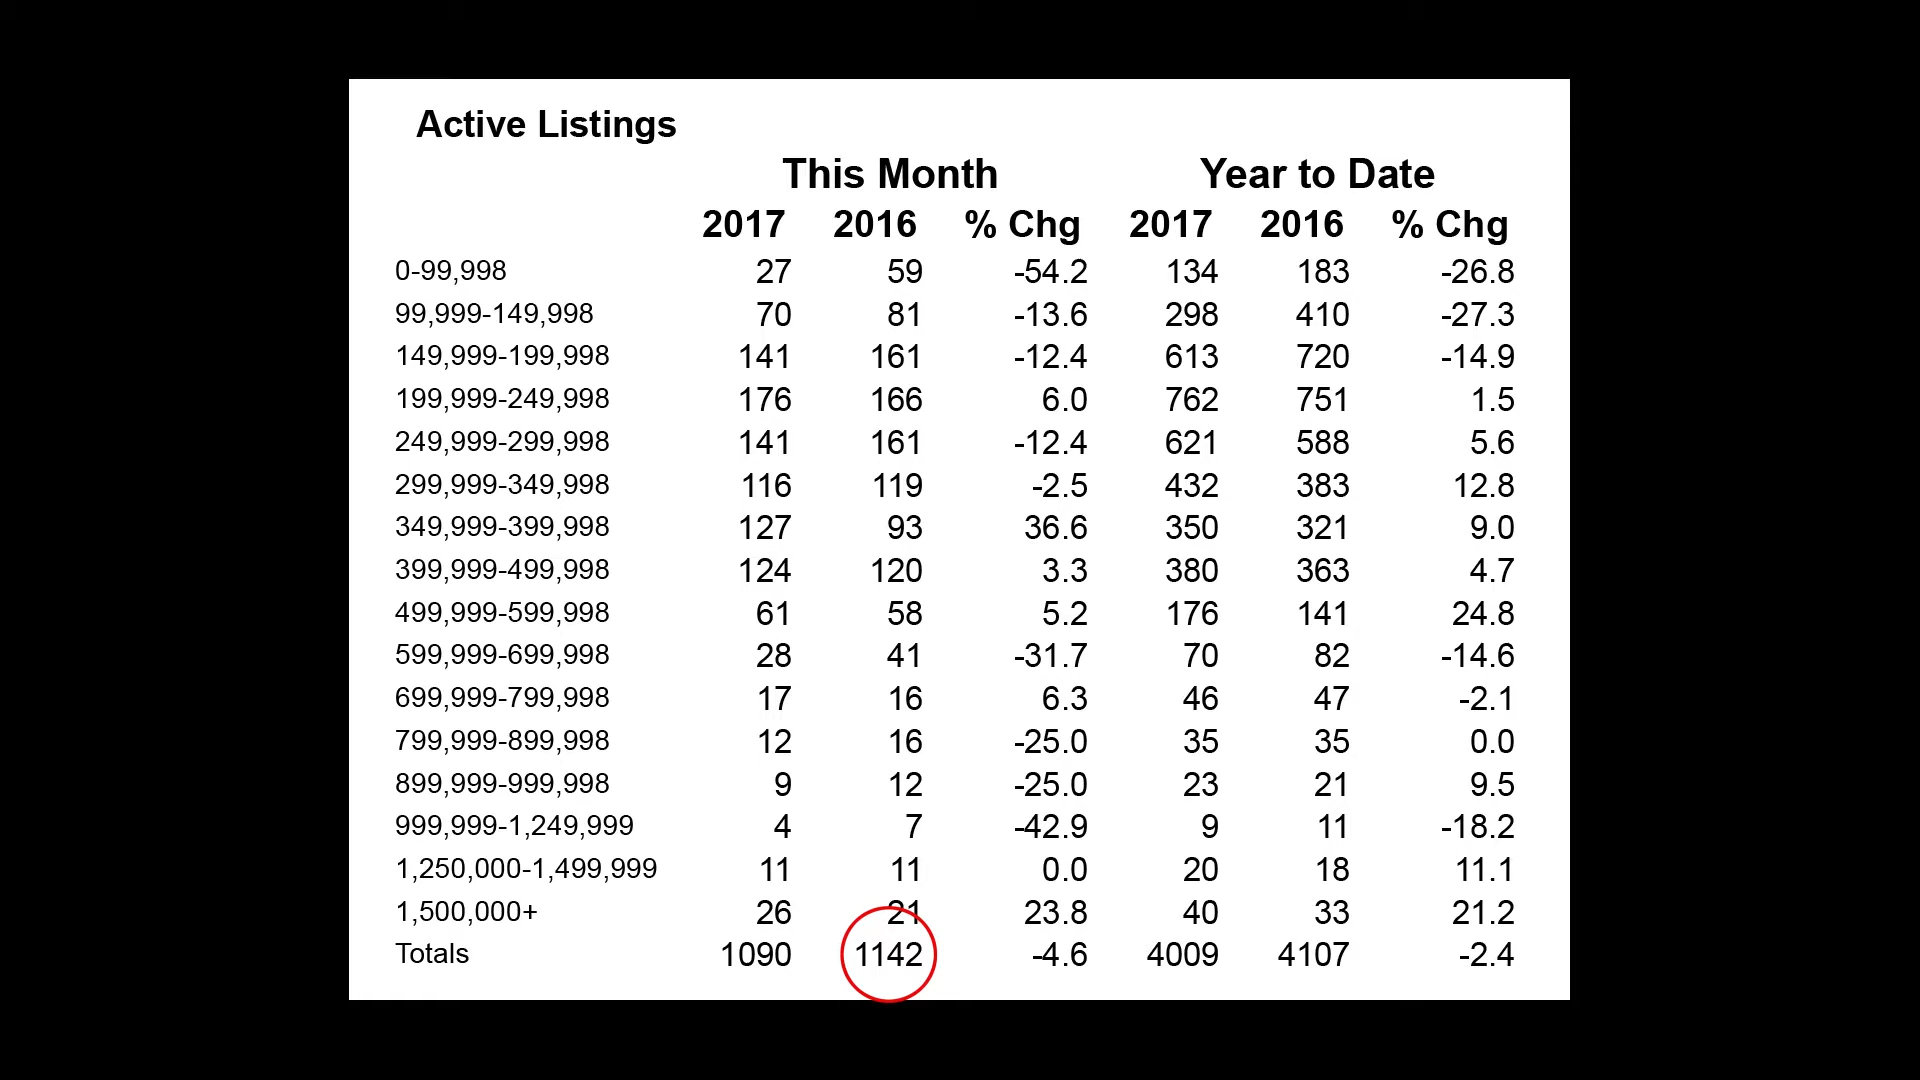 Active Listings
This Month Year to Date
2017 2016 % Chg 2017 2016 % Chg
0-99,998 27 59 -54.2 134 183 -26.8
99,999-149,998 70 81 -13.6 298 410 -27.3
149,999-199,998 141 161 -12.4 613 720 -14.9
199,999-249,998 176 166 6.0 762 751 1.5
249,999-299,998 141 161 -12.4 621 588 5.6
299,999-349,998 116 119 -2.5 432 383 12.8
349,999-399,998 127 93 36.6 350 321 9.0
399,999-499,998 124 120 3.3 380 363 4.7
499,999-599,998 61 58 5.2 176 141 24.8
599,999-699,998 28 41 -31.7 70 82 -14.6
699,999-799,998 17 16 6.3 46 47 -2.1
799,999-899,998 12 16 -25.0 35 35 0.0
899,999-999,998 9 12 -25.0 23 21 9.5
999,999-1,249,999 4 7 -42.9 9 11 -18.2
1,250,000-1,499,999 11 11 0.0 20 18 11.1
1,500,000+ 26 21 23.8 40 33 21.2
Totals 1090 1142 -4.6 4009 4107 -2.4